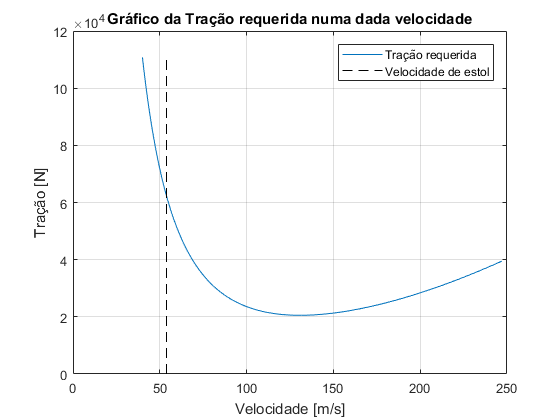 ×10⁴ Gráfico da Tração requerida numa dada velocidade
12
10
8
6
4
2
0
Tração [N]
Tração requerida
Velocidade de estol
0 50 100 150 200 250
Velocidade [m/s]